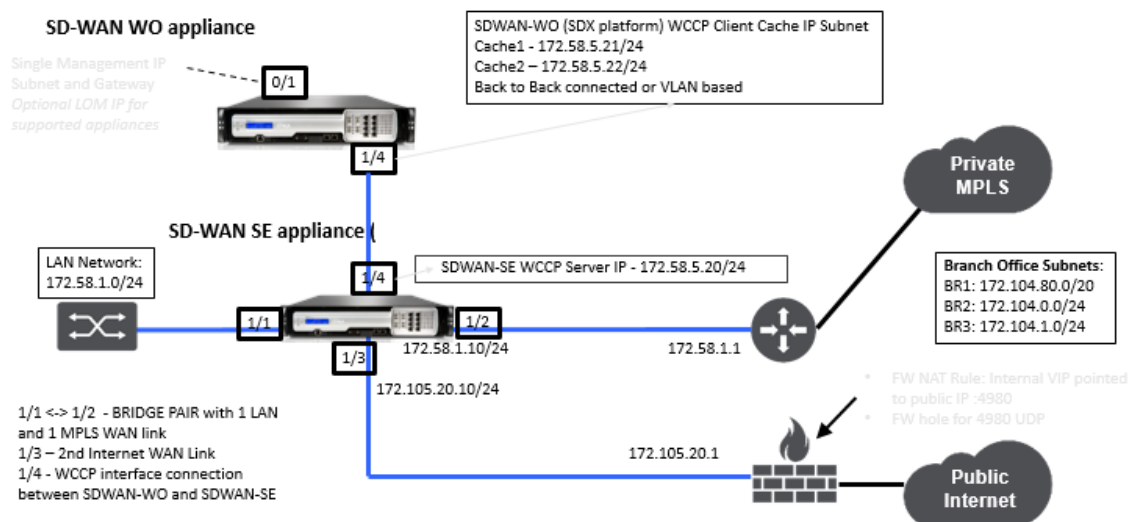 SD-WAN WO appliance
Single Management IP
Subnet and Gateway
Optional LOM IP for
supported appliances
0/1
SDWAN-WO (SDX platform) WCCP Client Cache IP Subnet
Cache1 - 172.58.5.21/24
Cache2 – 172.58.5.22/24
Back to Back connected or VLAN based
1/4
Private
MPLS
SD-WAN SE appliance (
LAN Network:
172.58.1.0/24
1/4
SDWAN-SE WCCP Server IP - 172.58.5.20/24
Branch Office Subnets:
BR1: 172.104.80.0/20
BR2: 172.104.0.0/24
BR3: 172.104.1.0/24
1/1
1/2
172.58.1.10/24
172.58.1.1
1/3
172.105.20.10/24
• FW NAT Rule: Internal VIP pointed
to public IP :4980
• FW hole for 4980 UDP
1/1 <-> 1/2 - BRIDGE PAIR with 1 LAN
and 1 MPLS WAN link
1/3 – 2nd Internet WAN Link
1/4 - WCCP interface connection
between SDWAN-WO and SDWAN-SE
172.105.20.1
Public
Internet